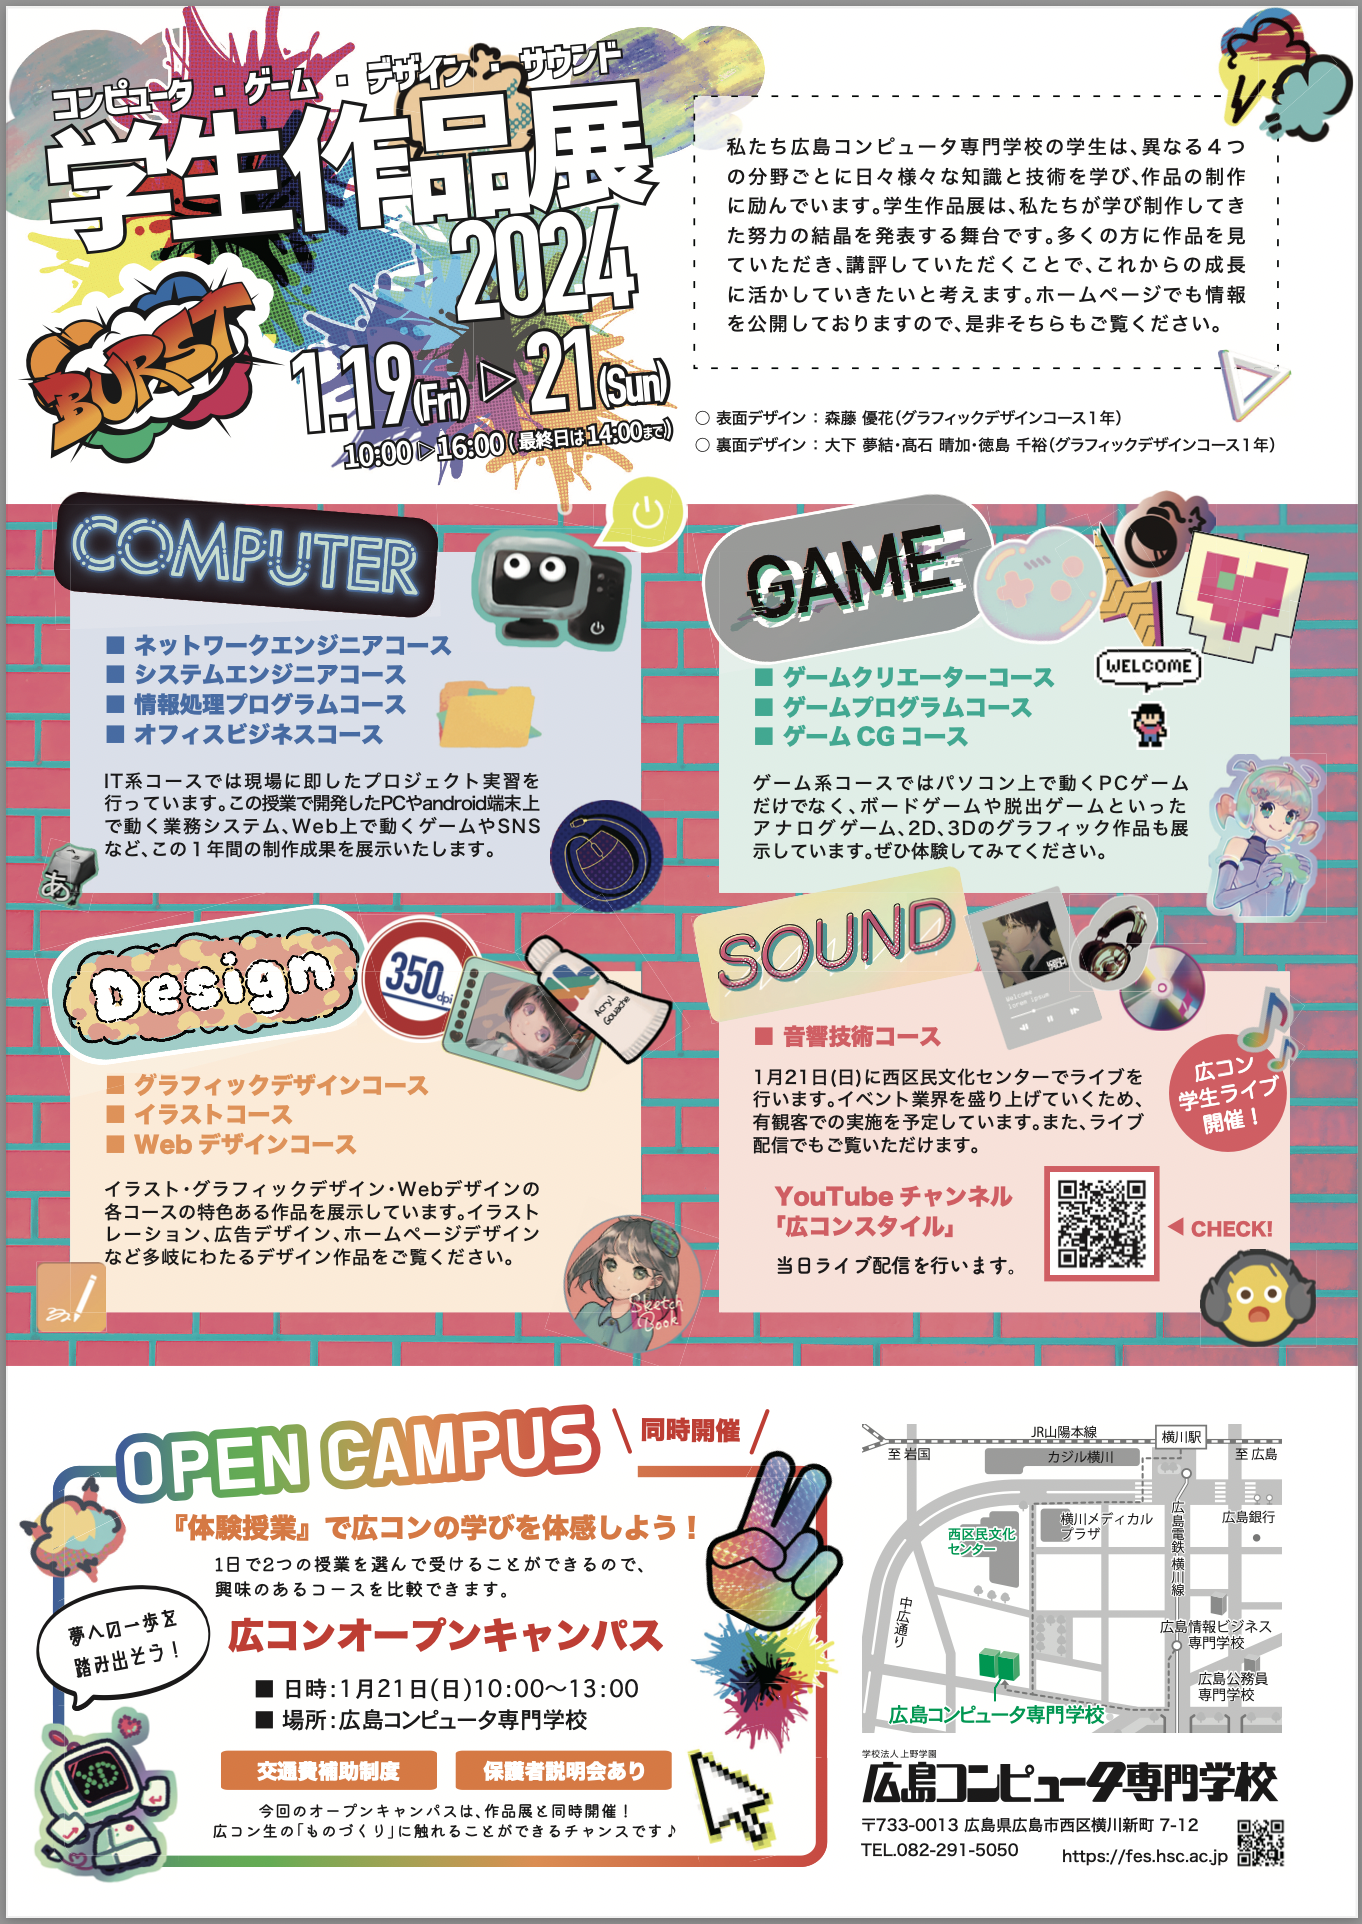 コンピュータ・ゲーム・デザイン・サウンド
学生作品展
2024
BURST
1.19(Fri)▷21(Sun)
10:00▷16:00(最終日は14:00まで)
私たち広島コンピュータ専門学校の学生は、異なる４つ
の分野ごとに日々様々な知識と技術を学び、作品の制作
に励んでいます。学生作品展は、私たちが学び制作してき
た努力の結晶を発表する舞台です。多くの方に作品を見
ていただき、講評していただくことで、これからの成長
に活かしていきたいと考えます。ホームページでも情報
を公開しておりますので、是非そちらもご覧ください。
○ 表面デザイン：森藤 優花（グラフィックデザインコース１年）
○ 裏面デザイン：大下 夢結・髙石 晴加・徳島 千裕（グラフィックデザインコース１年）
COMPUTER
■ ネットワークエンジニアコース
■ システムエンジニアコース
■ 情報処理プログラムコース
■ オフィスビジネスコース
IT系コースでは現場に即したプロジェクト実習を
行っています。この授業で開発したPCやandroid端末上
で動く業務システム、Web上で動くゲームやSNS
など、この１年間の制作成果を展示いたします。
あ
GAME
WELCOME
■ ゲームクリエーターコース
■ ゲームプログラムコース
■ ゲーム CG コース
ゲーム系コースではパソコン上で動くPCゲーム
だけでなく、ボードゲームや脱出ゲームといった
アナログゲーム、2D、3Dのグラフィック作品も展
示しています。ぜひ体験してみてください。
Design
350dpi
Acryl
Gouache
■ グラフィックデザインコース
■ イラストコース
■ Web デザインコース
イラスト・グラフィックデザイン・Webデザインの
各コースの特色ある作品を展示しています。イラスト
レーション、広告デザイン、ホームページデザイン
など多岐にわたるデザイン作品をご覧ください。
Sketch
Book
SOUND
Welcome
lorem ipsum
■ 音響技術コース
1月21日(日)に西区民文化センターでライブを
行います。イベント業界を盛り上げていくため、
有観客での実施を予定しています。また、ライブ
配信でもご覧いただけます。
広コン
学生ライブ
開催！
YouTube チャンネル
「広コンスタイル」
当日ライブ配信を行います。
◀ CHECK!
OPEN CAMPUS
同時開催
『体験授業』で広コンの学びを体感しよう！
1日で2つの授業を選んで受けることができるので、
興味のあるコースを比較できます。
夢への一歩を
踏み出そう！
広コンオープンキャンパス
■ 日時：1月21日(日)10：00〜13：00
■ 場所：広島コンピュータ専門学校
交通費補助制度
保護者説明会あり
今回のオープンキャンパスは、作品展と同時開催！
広コン生の「ものづくり」に触れることができるチャンスです♪
JR山陽本線
横川駅
至 岩国
カジル横川
至 広島
横川メディカル
プラザ
広島電鉄 横川線
広島銀行
西区民文化
センター
中広通り
広島情報ビジネス
専門学校
広島公務員
専門学校
広島コンピュータ専門学校
学校法人上野学園
広島コンピュータ専門学校
〒733-0013 広島県広島市西区横川新町 7-12
TEL.082-291-5050
https://fes.hsc.ac.jp